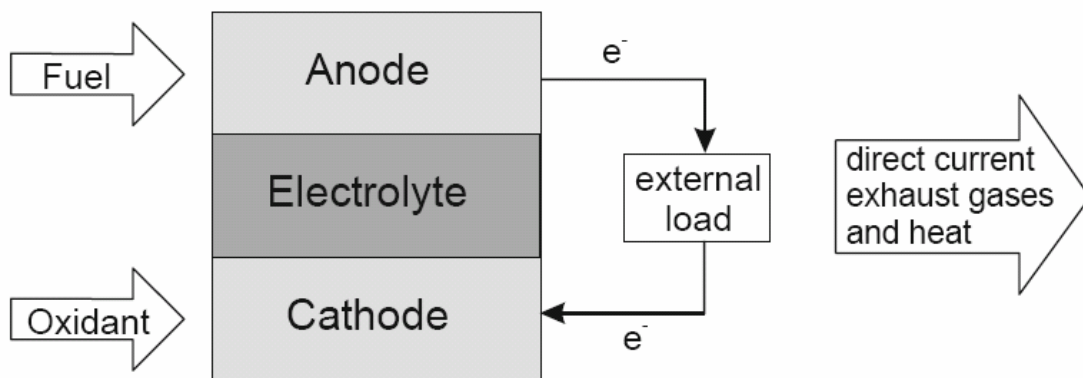 Fuel
Anode
e-
Electrolyte
external
load
direct current
exhaust gases
and heat
Oxidant
Cathode
e-